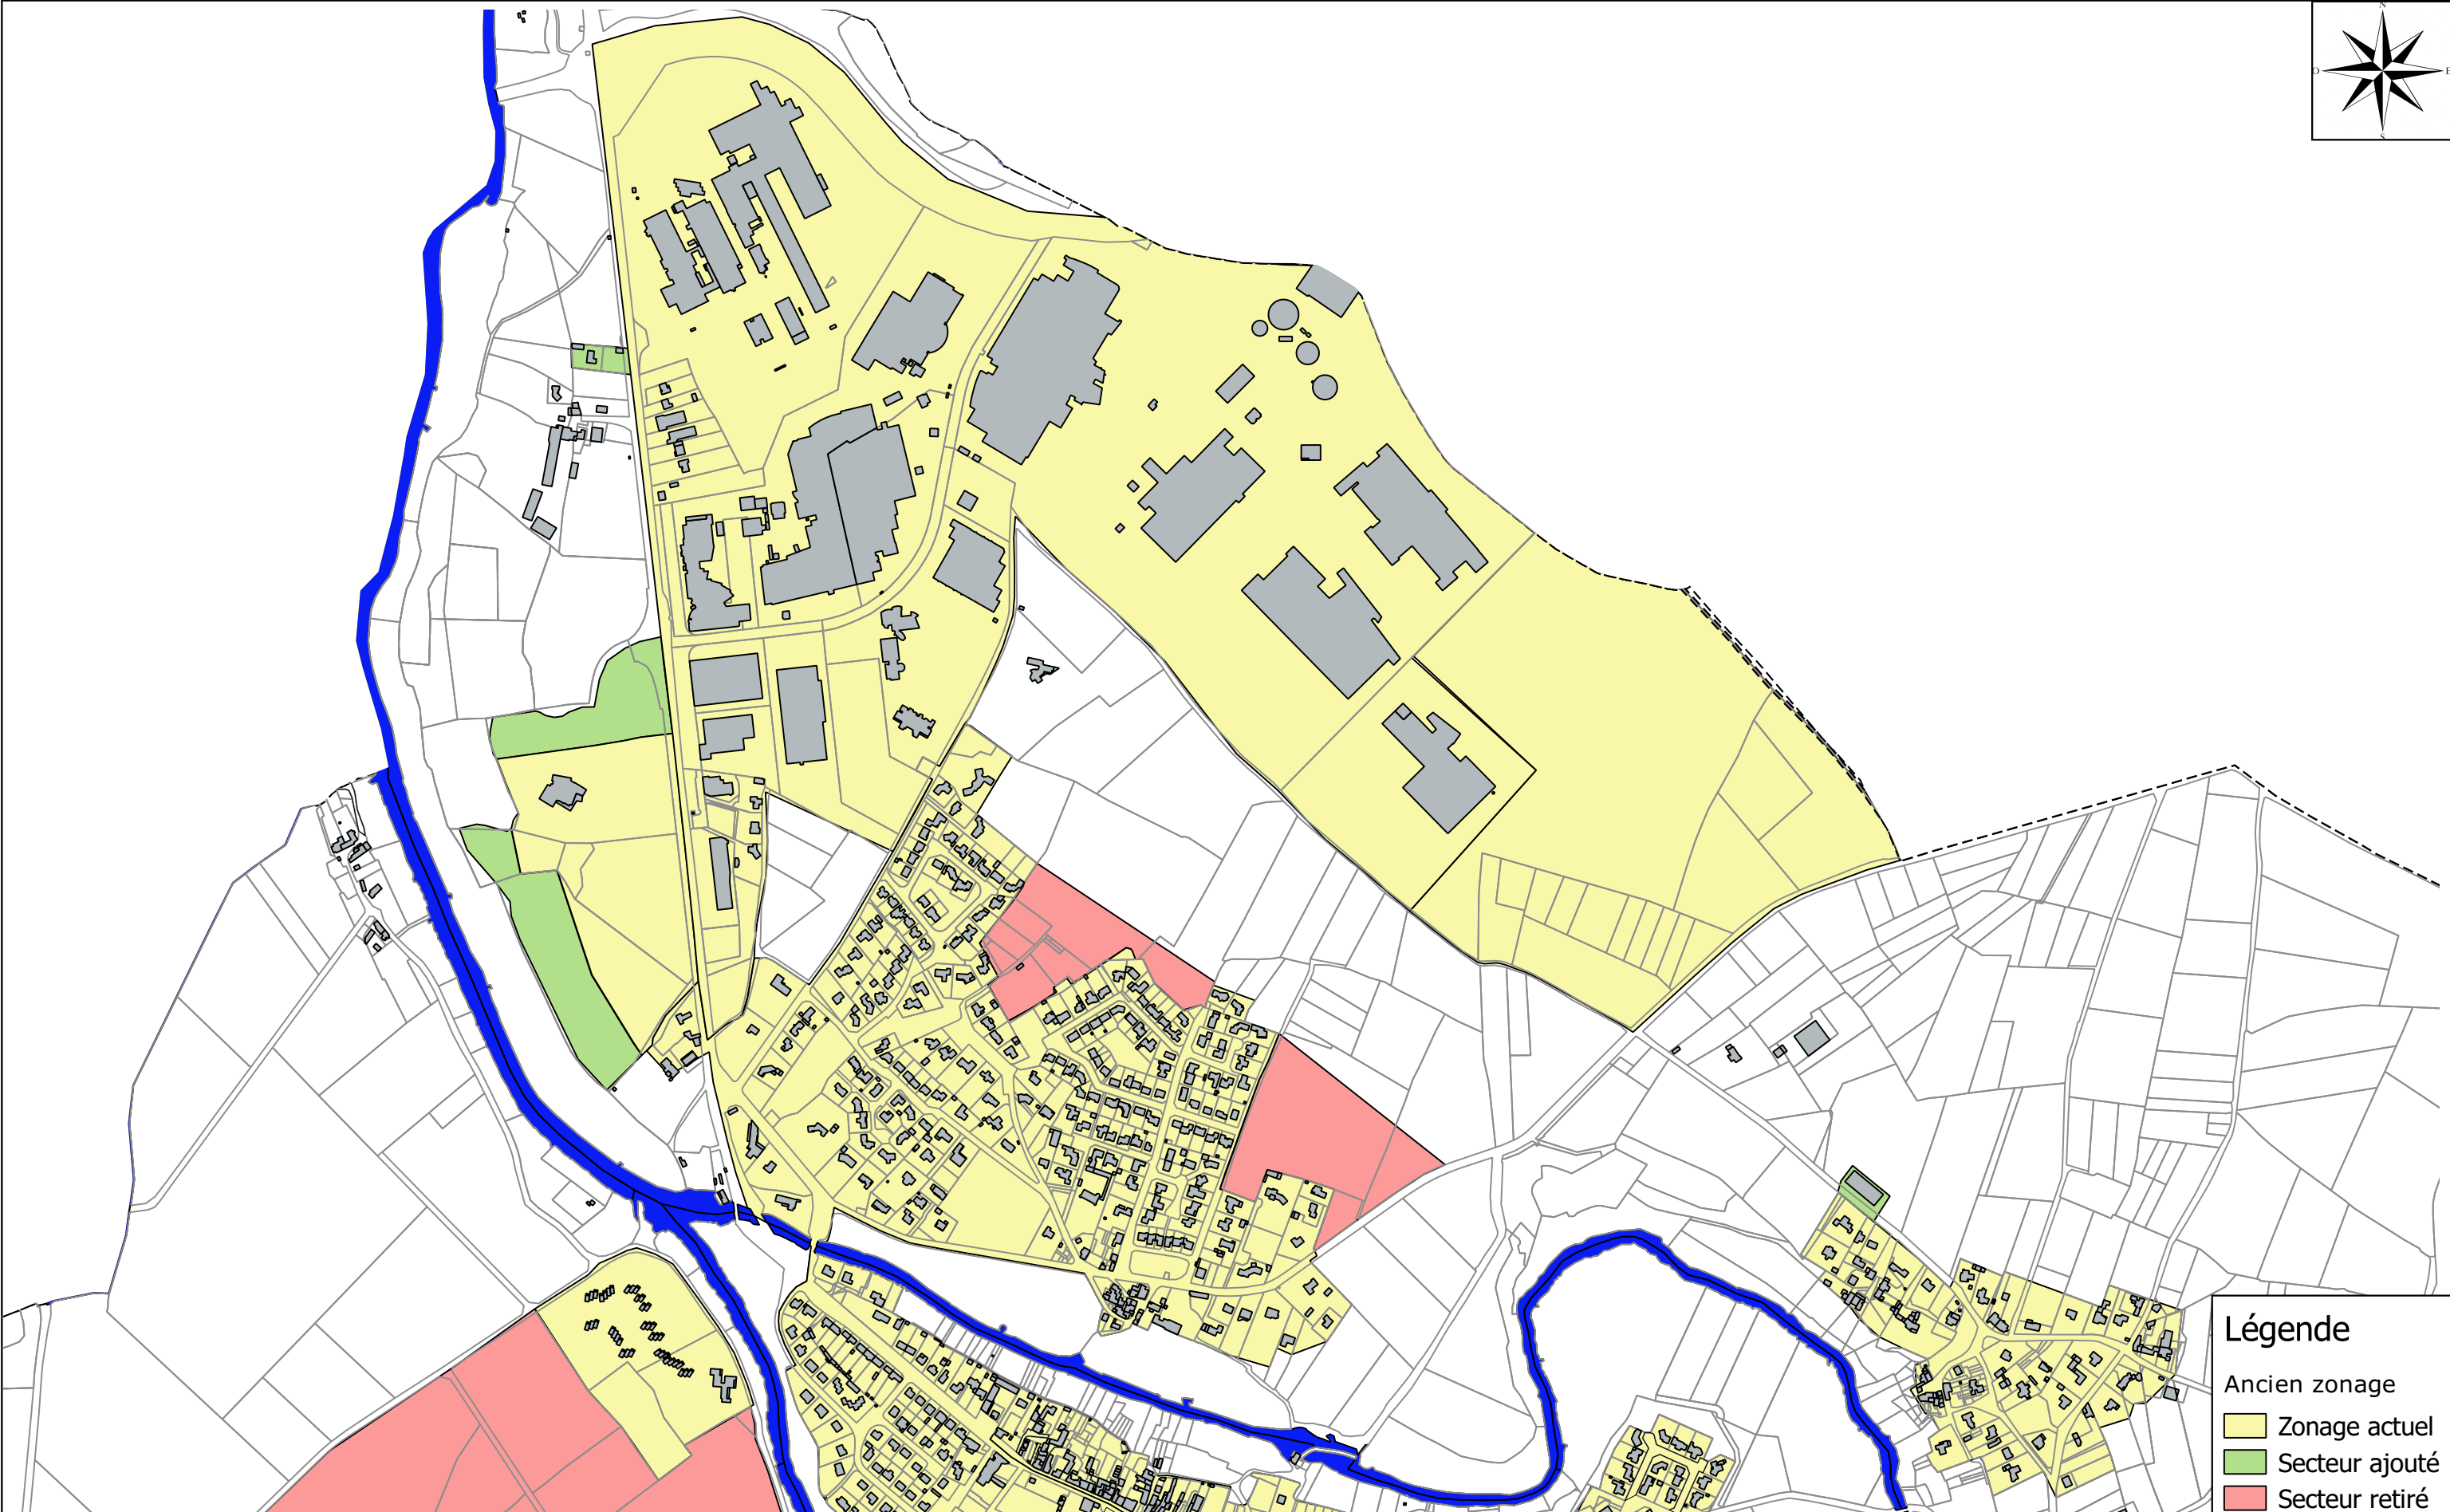 N
O
E
S
Légende
Ancien zonage
Zonage actuel
Secteur ajouté
Secteur retiré